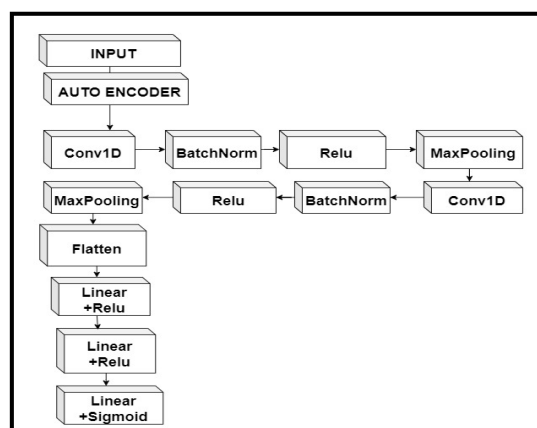 INPUT
AUTO ENCODER
Conv1D
BatchNorm
Relu
MaxPooling
Conv1D
BatchNorm
Relu
MaxPooling
Flatten
Linear
+Relu
Linear
+Relu
Linear
+Sigmoid